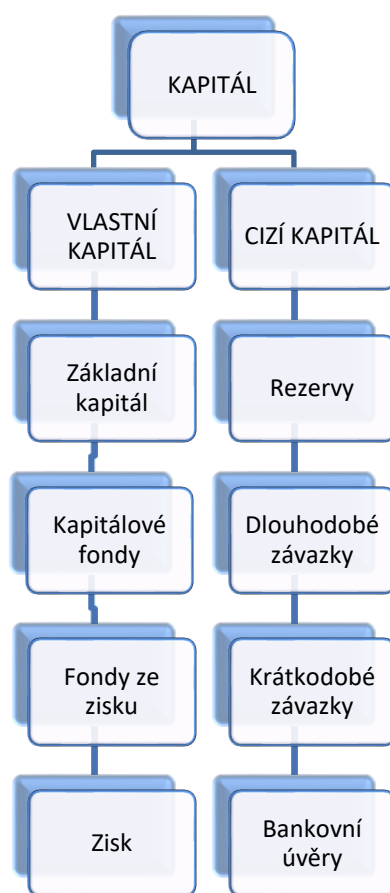 KAPITÁL
VLASTNÍ
KAPITÁL
CIZÍ KAPITÁL
Základní
kapitál
Rezervy
Kapitálové
fondy
Dlouhodobé
závazky
Fondy ze
zisku
Krátkodobé
závazky
Zisk
Bankovní
úvěry